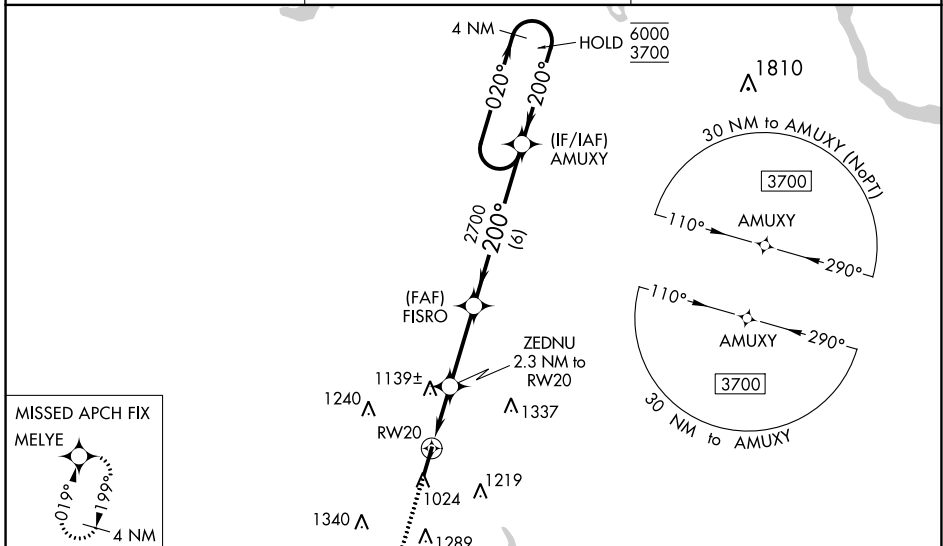 4 NM
HOLD
6000
3700
020°
200°
(IF/IAF)
AMUXY
2700
200°
(6)
(FAF)
FISRO
ZEDNU
2.3 NM to
RW20
1139±
1240
1337
RW20
1024
1219
1340
1289
1810
30 NM to AMUXY (NoPT)
3700
110°
AMUXY
290°
110°
AMUXY
290°
3700
30 NM to AMUXY
MISSED APCH FIX
MELYE
019°
199°
4 NM